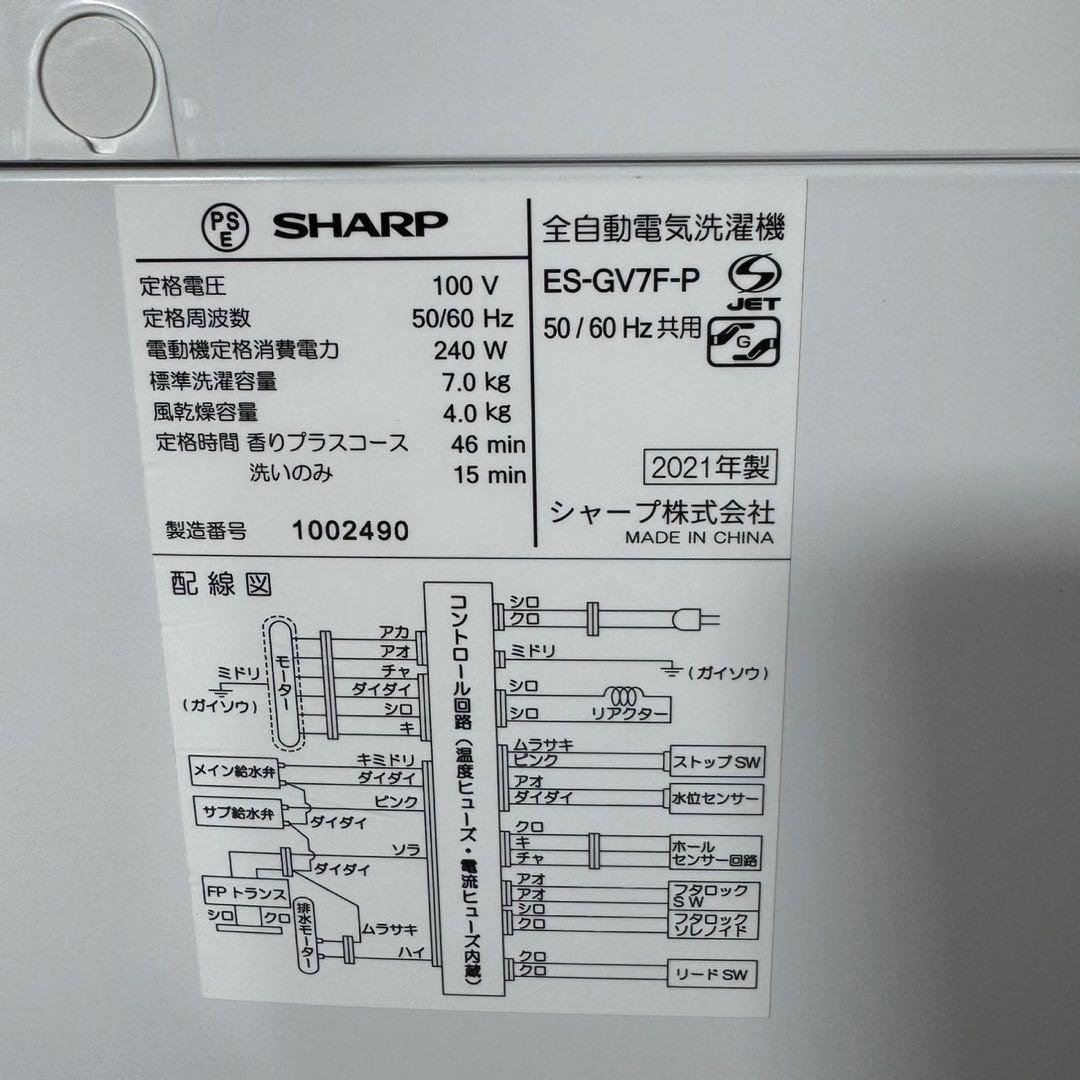 PSE SHARP
定格電圧 100 V
定格周波数 50/60 Hz
電動機定格消費電力 240 W
標準洗濯容量 7.0 kg
風乾燥容量 4.0 kg
定格時間 香りプラスコース 46 min
洗いのみ 15 min
製造番号 1002490
全自動電気洗濯機
ES-GV7F-P
S JET
50/60 Hz 共用
G
2021年製
シャープ株式会社
MADE IN CHINA
配線図
アカ
アオ
チャ
ダイダイ
シロ
キ
モーター
ミドリ
(ガイソウ)
メイン給水弁
キミドリ
ダイダイ
サブ給水弁
ピンク
ダイダイ
ソラ
ダイダイ
FPトランス
シロ
クロ
排水モーター
ムラサキ
ハイ
コントロール回路(温度ヒューズ・電流ヒューズ内蔵)
シロ
クロ
ミドリ
(ガイソウ)
シロ
シロ
リアクター
ムラサキ
ピンク
ストップSW
アオ
ダイダイ
水位センサー
クロ
キ
チャ
ホール
センサー回路
アオ
アオ
フタロック
SW
シロ
クロ
フタロック
ソレノイド
クロ
クロ
リードSW